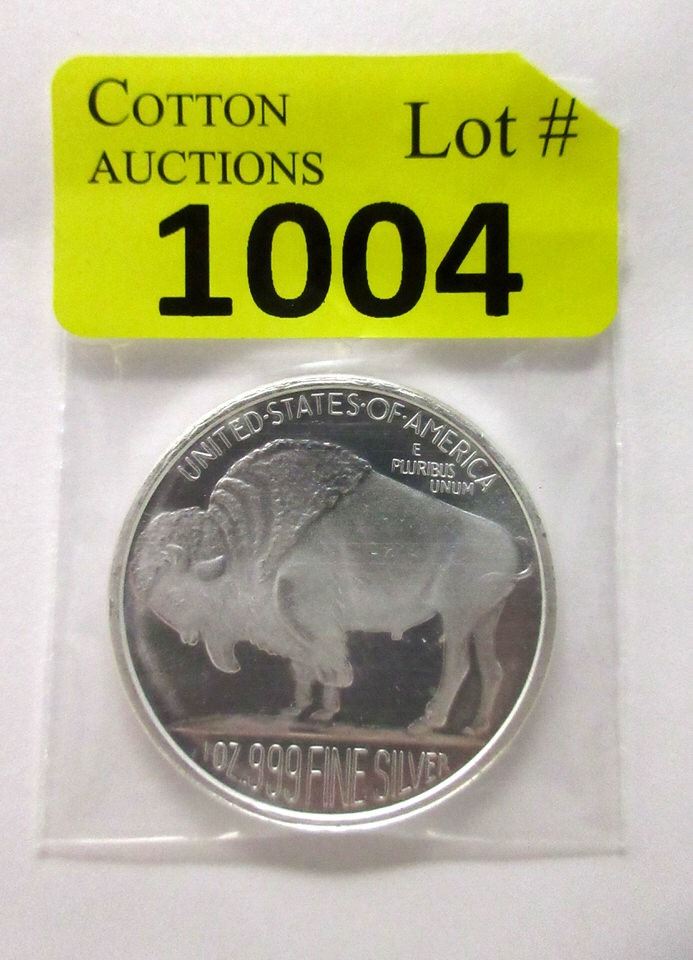 COTTON
AUCTIONS
Lot #
1004
UNITED·STATES·OF·AMERICA
E
PLURIBUS
UNUM
1 OZ. 999 FINE SILVER